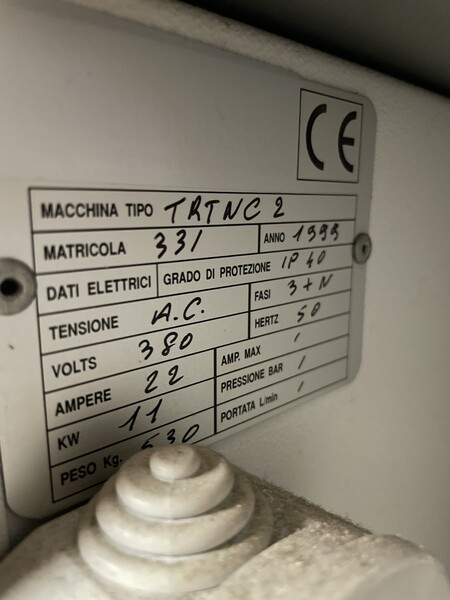 CE
MACCHINA TIPO TRTNC 2
MATRICOLA 331 ANNO 1999
DATI ELETTRICI GRADO DI PROTEZIONE IP 40
TENSIONE A.C. FASI 3+N
VOLTS 380 HERTZ 50
AMPERE 22 AMP. MAX /
KW 11 PRESSIONE BAR /
PESO Kg. 530 PORTATA L/min /